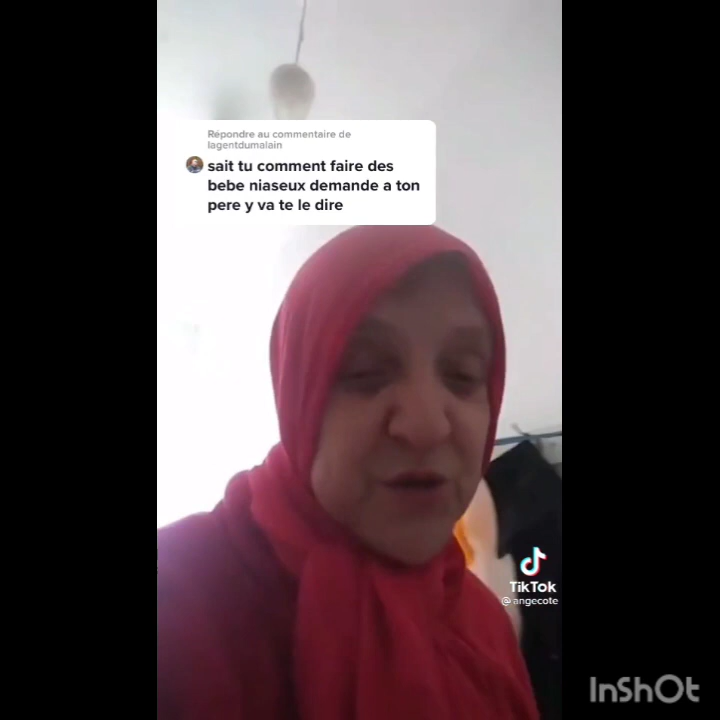 Répondre au commentaire de
lagentdumalain
sait tu comment faire des
bebe niaseux demande a ton
pere y va te le dire
TikTok
@angecote
InShOt